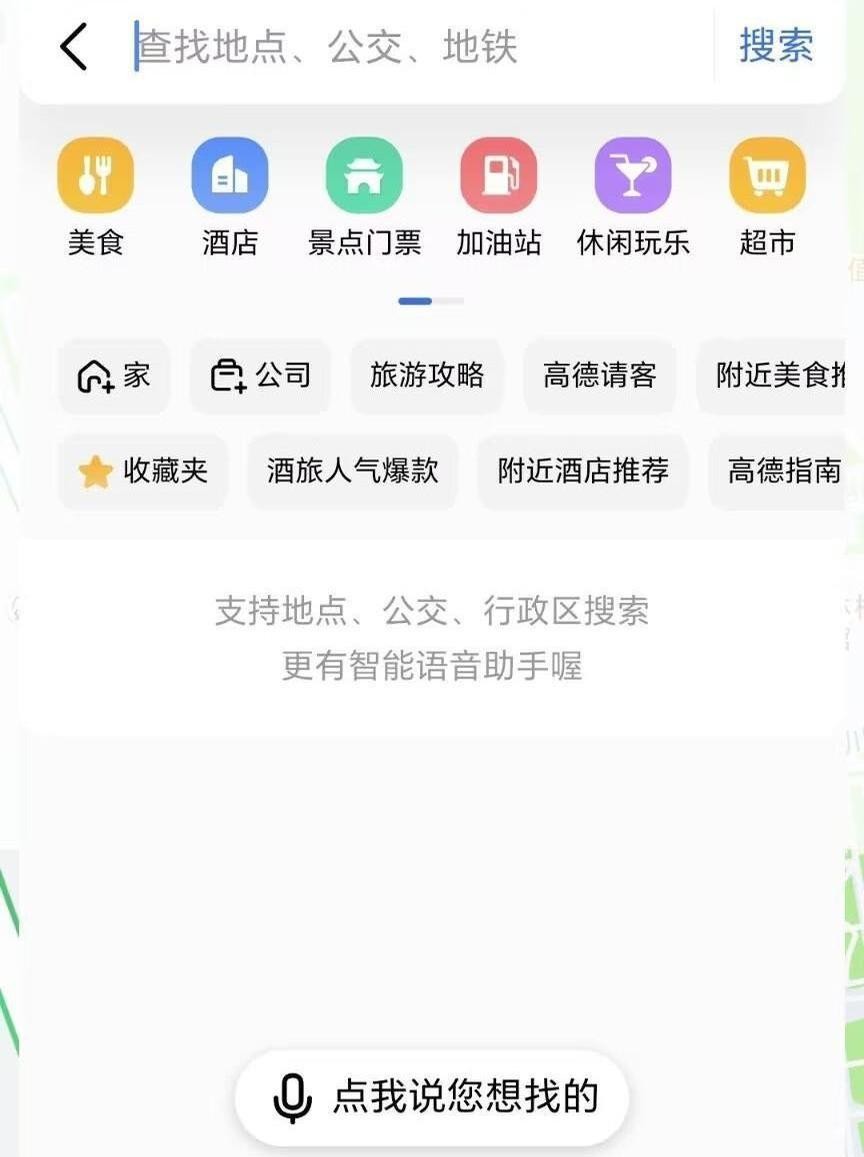 查找地点、公交、地铁 搜索
美食 酒店 景点门票 加油站 休闲玩乐 超市
家 公司 旅游攻略 高德请客 附近美食
收藏夹 酒旅人气爆款 附近酒店推荐 高德指南
支持地点、公交、行政区搜索
更有智能语音助手喔
点我说您想找的